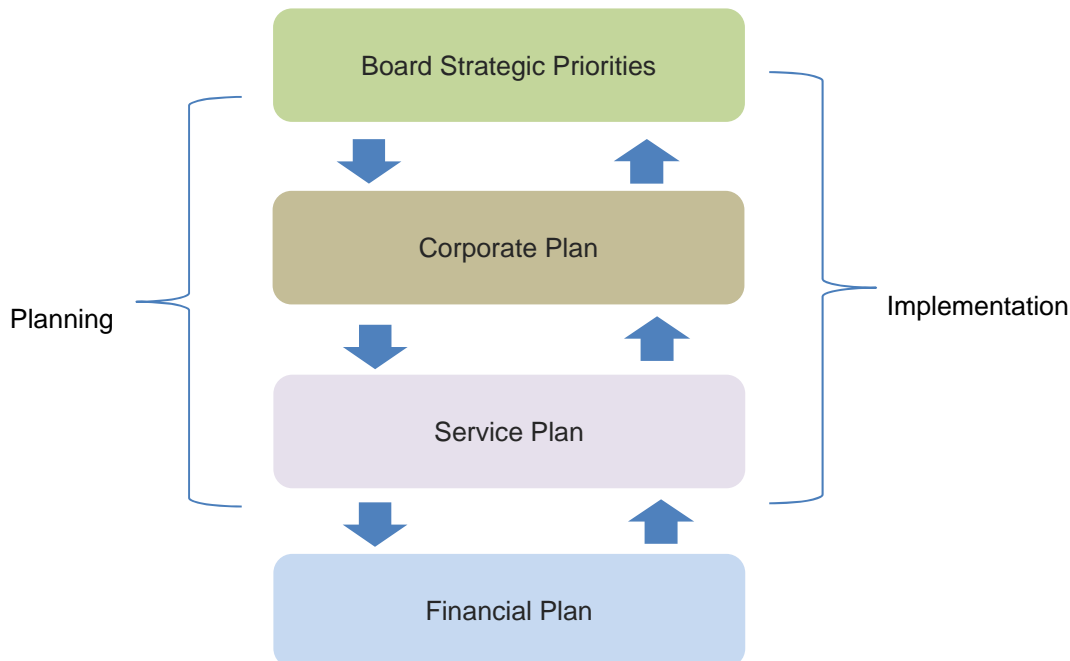 Board Strategic Priorities
Corporate Plan
Planning
Implementation
Service Plan
Financial Plan